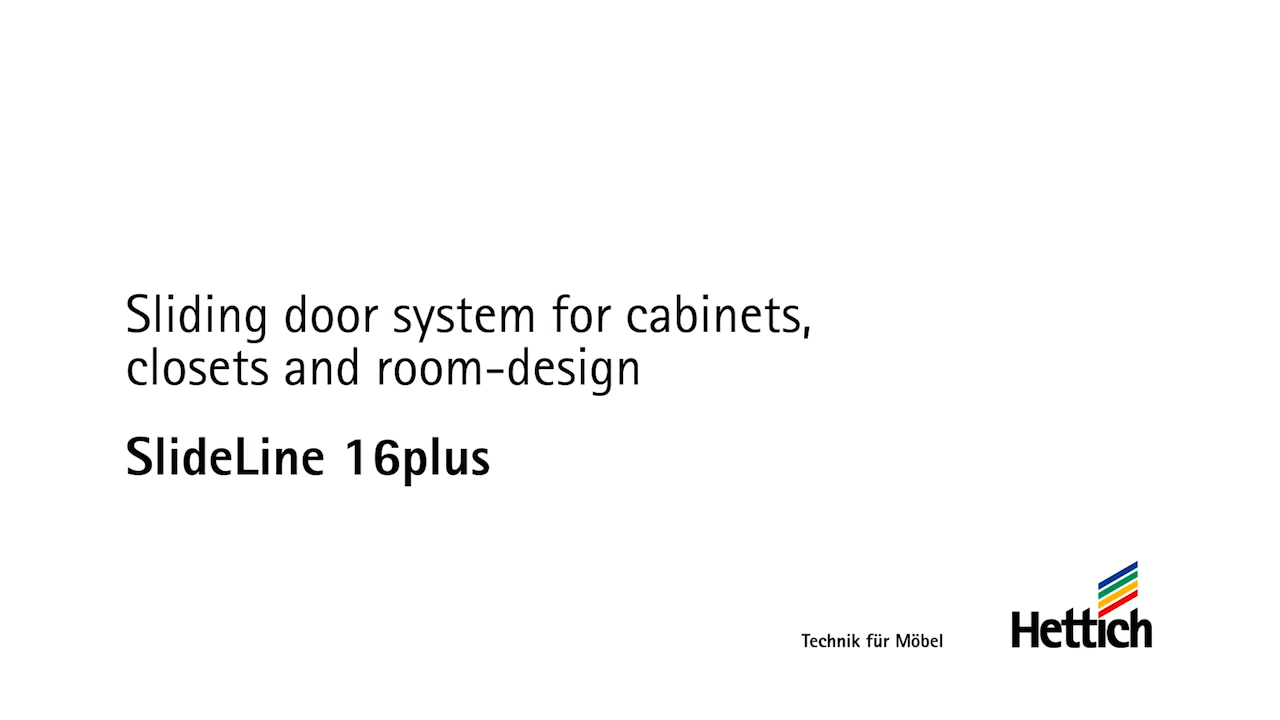 Sliding door system for cabinets,
closets and room-design
SlideLine 16plus
Technik für Möbel
Hettich